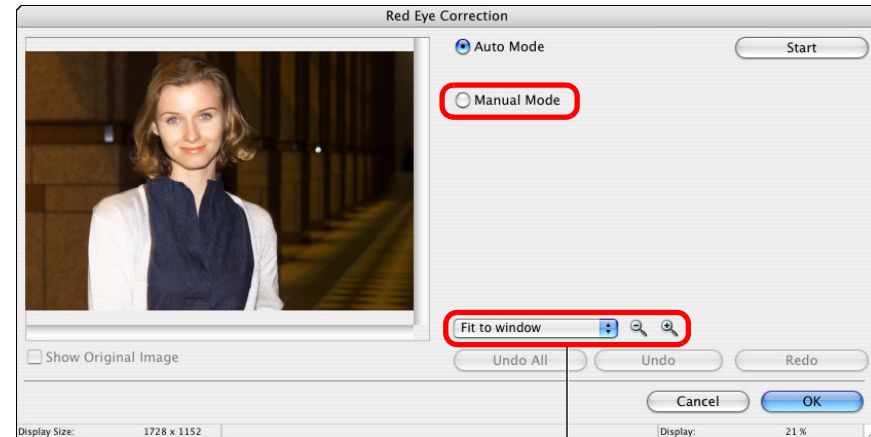 Red Eye Correction
Auto Mode
Start
Manual Mode
Fit to window
Show Original Image
Undo All
Undo
Redo
Cancel
OK
Display Size: 1728 x 1152
Display: 21 %